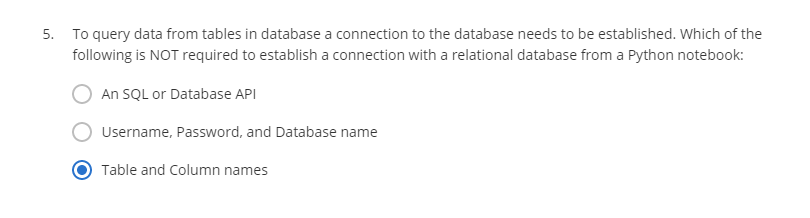 5. To query data from tables in database a connection to the database needs to be established. Which of the
following is NOT required to establish a connection with a relational database from a Python notebook:
An SQL or Database API
Username, Password, and Database name
Table and Column names